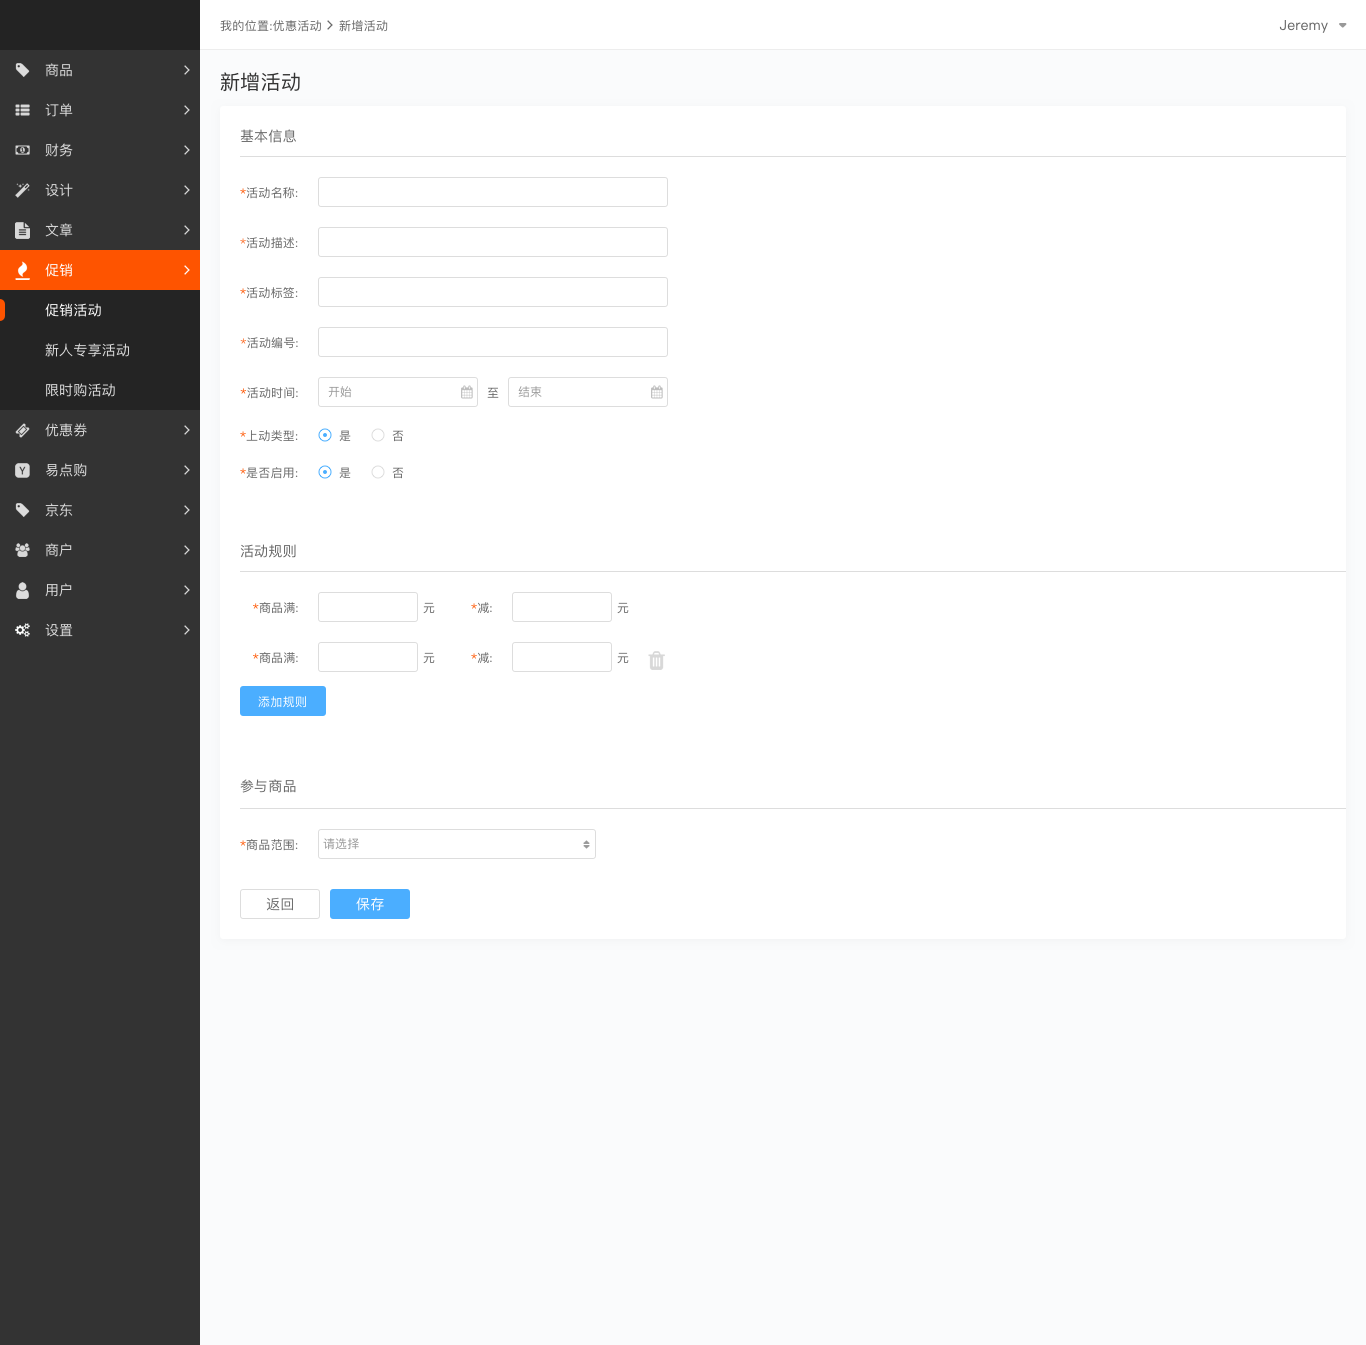 我的位置:优惠活动 > 新增活动
Jeremy
商品
订单
财务
设计
文章
促销
促销活动
新人专享活动
限时购活动
优惠券
Y 易点购
京东
商户
用户
设置
新增活动
基本信息
*活动名称:
*活动描述:
*活动标签:
*活动编号:
*活动时间: 开始 至 结束
*上动类型: 是 否
*是否启用: 是 否
活动规则
*商品满: 元 *减: 元
*商品满: 元 *减: 元
添加规则
参与商品
*商品范围: 请选择
返回 保存